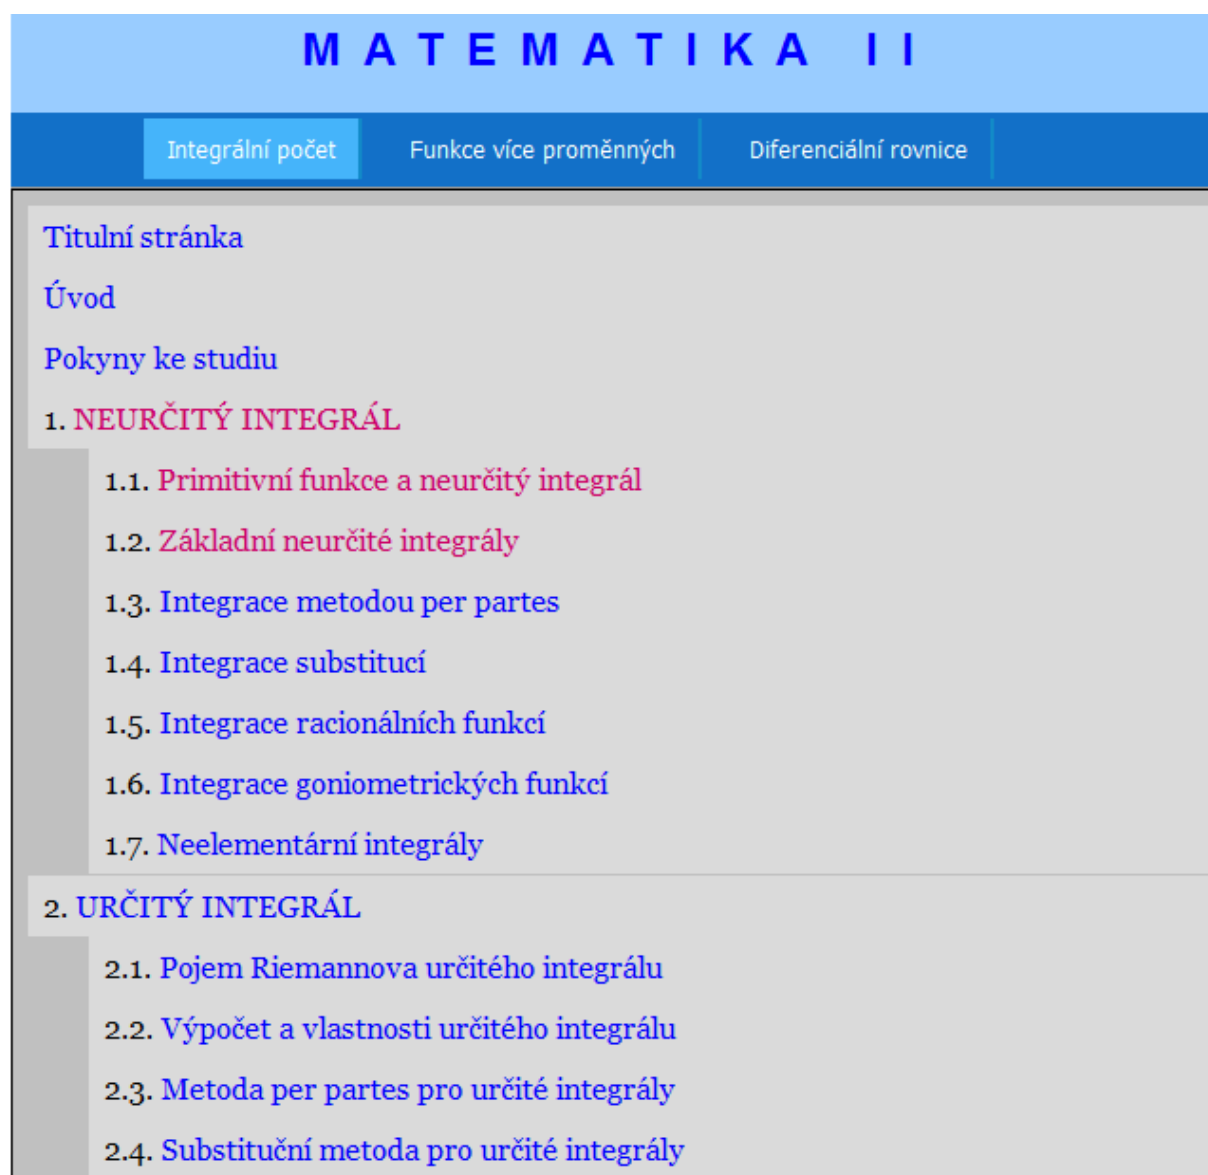 MATEMATIKA II
Integrální počet Funkce více proměnných Diferenciální rovnice
Titulní stránka
Úvod
Pokyny ke studiu
1. NEURČITÝ INTEGRÁL
1.1. Primitivní funkce a neurčitý integrál
1.2. Základní neurčité integrály
1.3. Integrace metodou per partes
1.4. Integrace substitucí
1.5. Integrace racionálních funkcí
1.6. Integrace goniometrických funkcí
1.7. Neelementární integrály
2. URČITÝ INTEGRÁL
2.1. Pojem Riemannova určitého integrálu
2.2. Výpočet a vlastnosti určitého integrálu
2.3. Metoda per partes pro určité integrály
2.4. Substituční metoda pro určité integrály